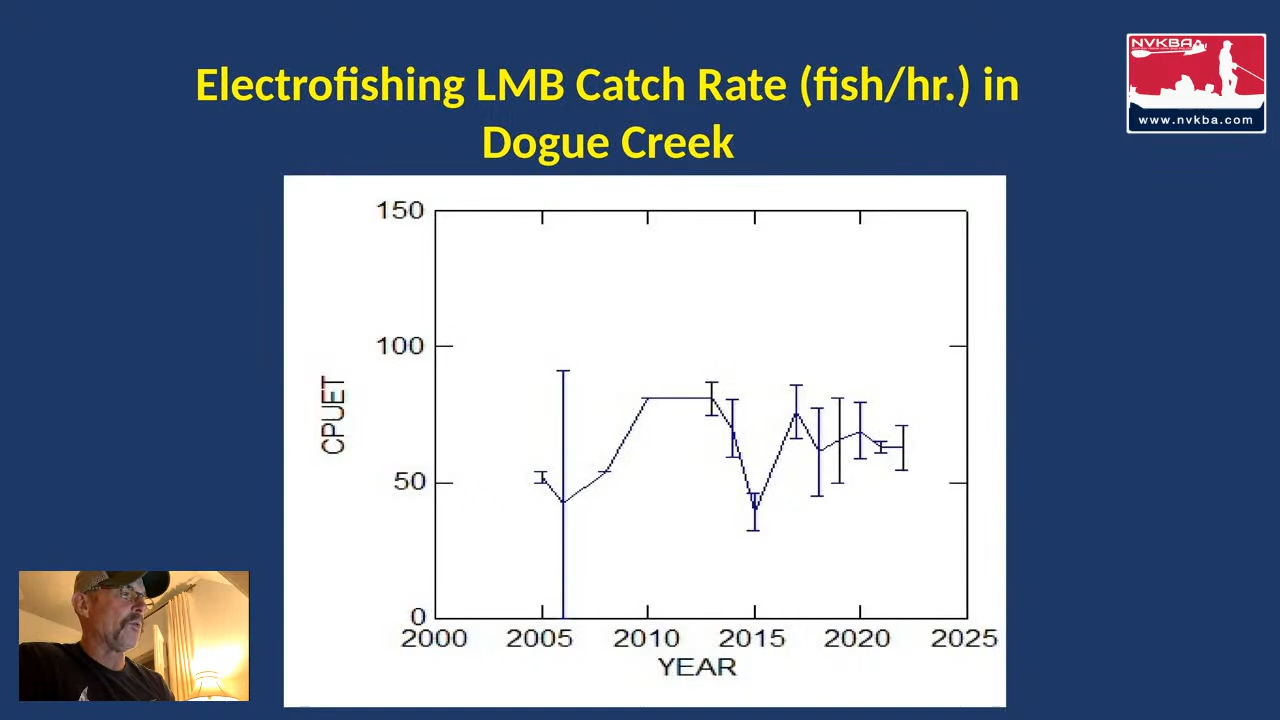 NVKBA
www.nvkba.com
Electrofishing LMB Catch Rate (fish/hr.) in
Dogue Creek
150
100
50
0
CPUET
2000 2005 2010 2015 2020 2025
YEAR